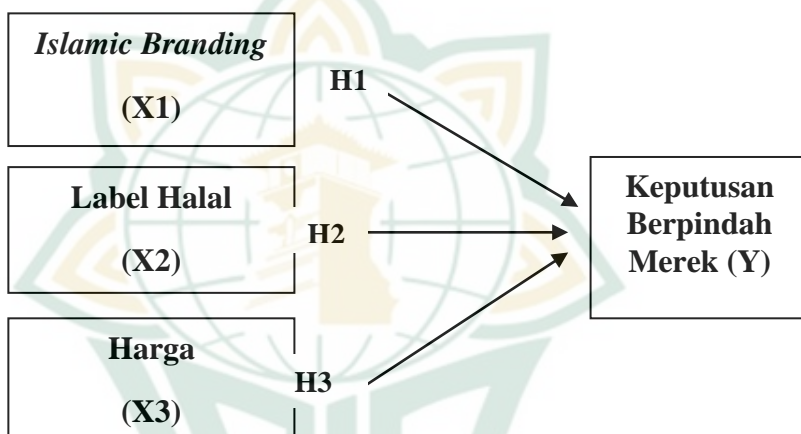 Islamic Branding
(X1)
H1
Label Halal
(X2)
H2
Harga
(X3)
H3
Keputusan
Berpindah
Merek (Y)